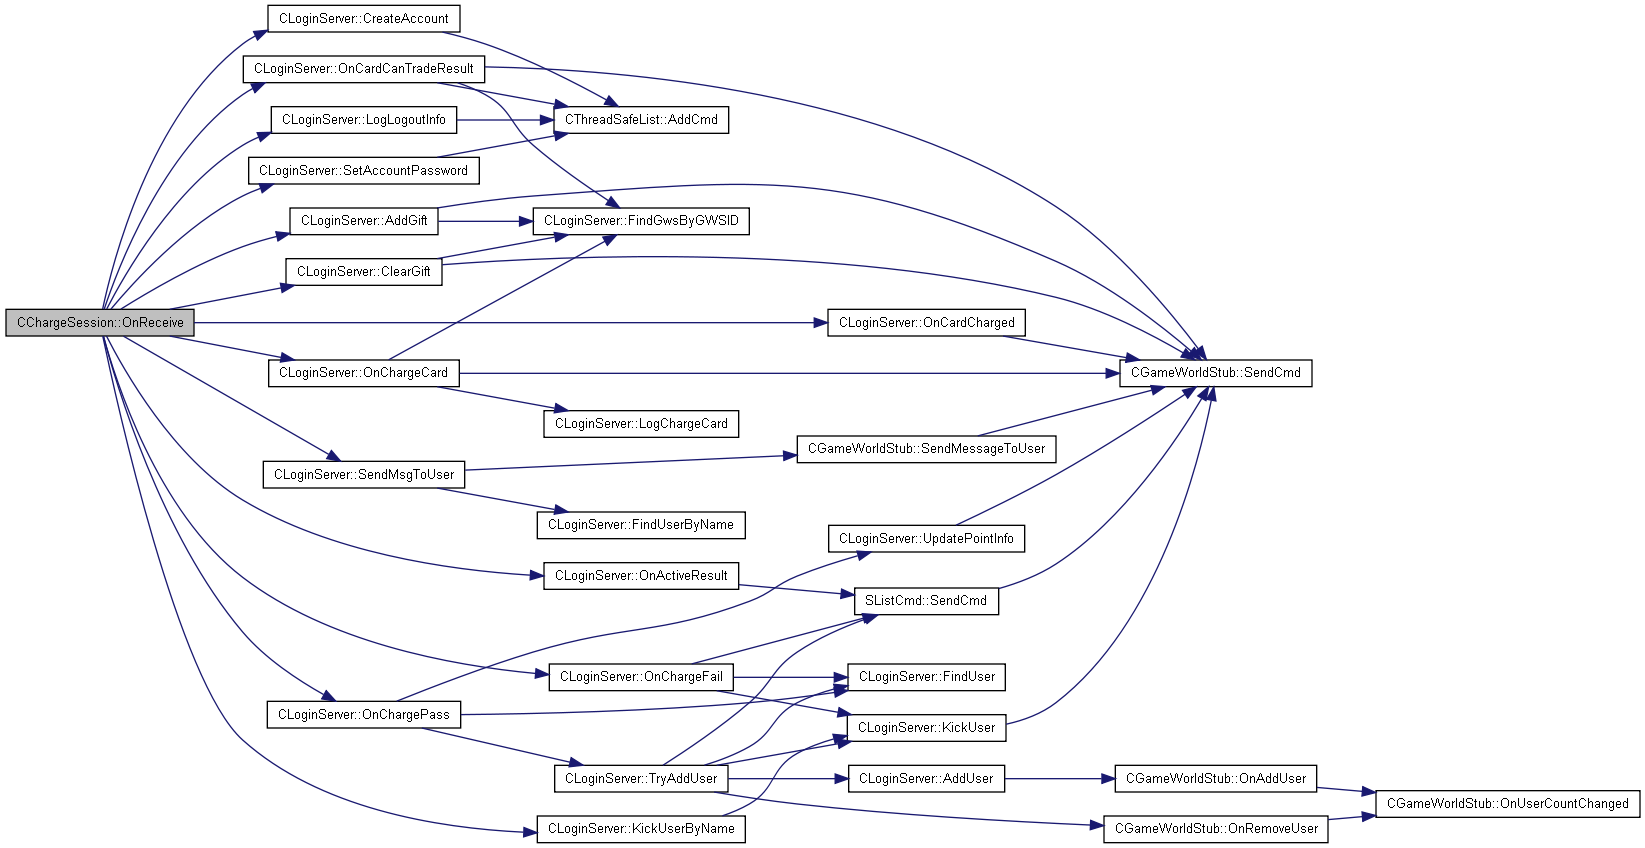 CLoginServer::CreateAccount
CLoginServer::OnCardCanTradeResult
CLoginServer::LogLogoutInfo
CThreadSafeList::AddCmd
CLoginServer::SetAccountPassword
CLoginServer::AddGift
CLoginServer::FindGwsByGWSID
CLoginServer::ClearGift
CChargeSession::OnReceive
CLoginServer::OnCardCharged
CLoginServer::OnChargeCard
CGameWorldStub::SendCmd
CLoginServer::LogChargeCard
CGameWorldStub::SendMessageToUser
CLoginServer::SendMsgToUser
CLoginServer::FindUserByName
CLoginServer::UpdatePointInfo
CLoginServer::OnActiveResult
SListCmd::SendCmd
CLoginServer::OnChargeFail
CLoginServer::FindUser
CLoginServer::OnChargePass
CLoginServer::KickUser
CLoginServer::TryAddUser
CLoginServer::AddUser
CGameWorldStub::OnAddUser
CGameWorldStub::OnUserCountChanged
CLoginServer::KickUserByName
CGameWorldStub::OnRemoveUser